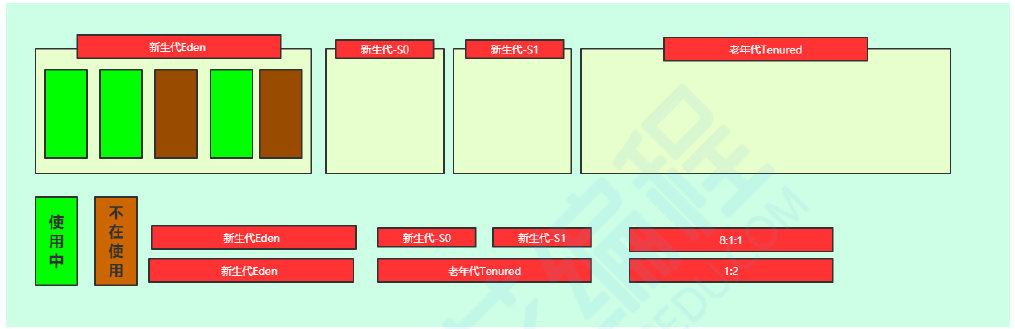 新生代Eden
新生代-S0
新生代-S1
老年代Tenured
使用中
不在使用
新生代Eden
新生代-S0
新生代-S1
8:1:1
新生代Eden
老年代Tenured
1:2